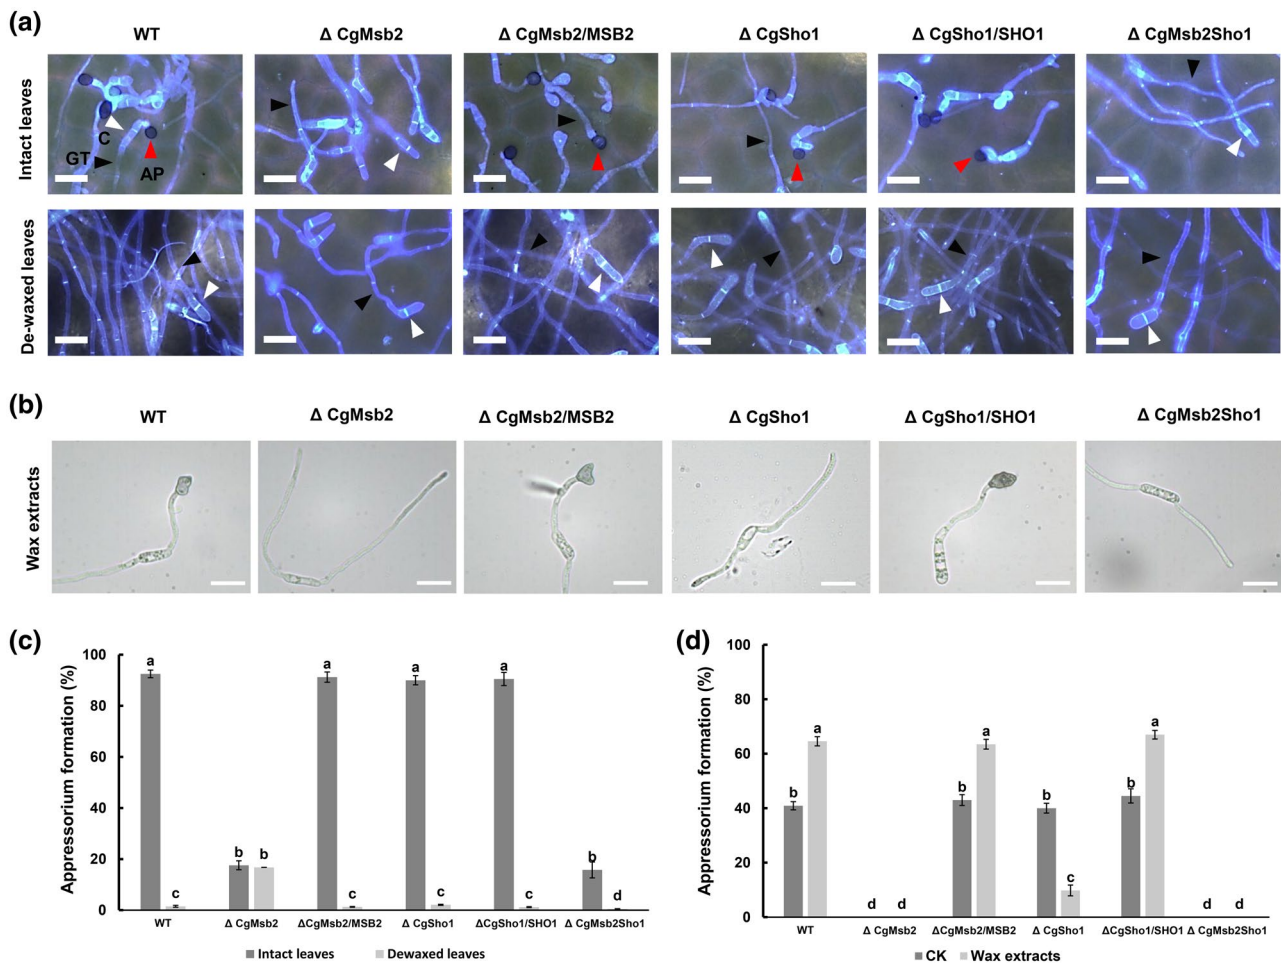 (a)
WT
Δ CgMsb2
Δ CgMsb2/MSB2
Δ CgSho1
Δ CgSho1/SHO1
Δ CgMsb2Sho1
Intact leaves
C
GT
AP
De-waxed leaves
(b)
WT
Δ CgMsb2
Δ CgMsb2/MSB2
Δ CgSho1
Δ CgSho1/SHO1
Δ CgMsb2Sho1
Wax extracts
(c)
Appressorium formation (%)
100
80
60
40
20
0
a
c
b
b
a
c
a
c
a
c
b
d
WT
Δ CgMsb2
ΔCgMsb2/MSB2
Δ CgSho1
ΔCgSho1/SHO1
Δ CgMsb2Sho1
Intact leaves
Dewaxed leaves
(d)
Appressorium formation (%)
100
80
60
40
20
0
b
a
d
d
b
a
b
c
b
a
d
d
WT
Δ CgMsb2
ΔCgMsb2/MSB2
Δ CgSho1
ΔCgSho1/SHO1
Δ CgMsb2Sho1
CK
Wax extracts